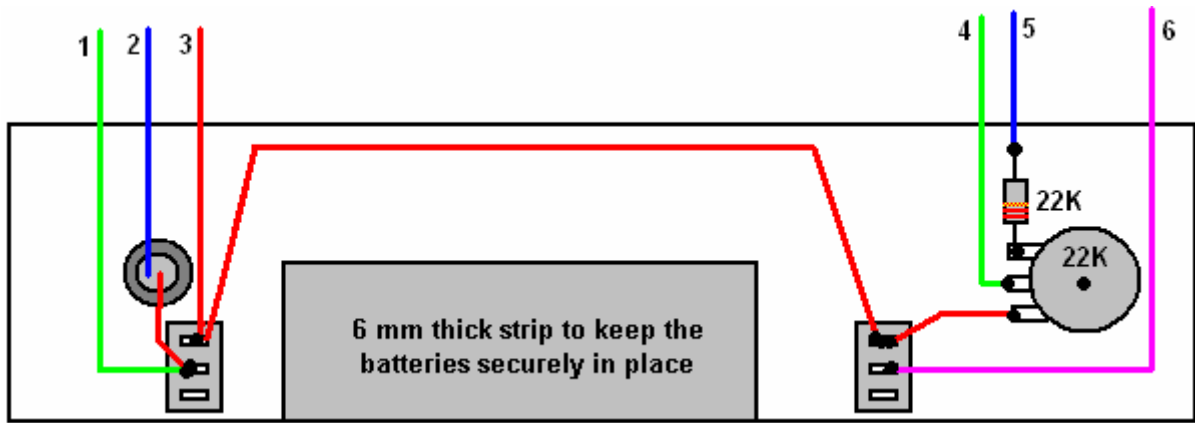 1 2 3 4 5 6
22K
22K
6 mm thick strip to keep the
batteries securely in place